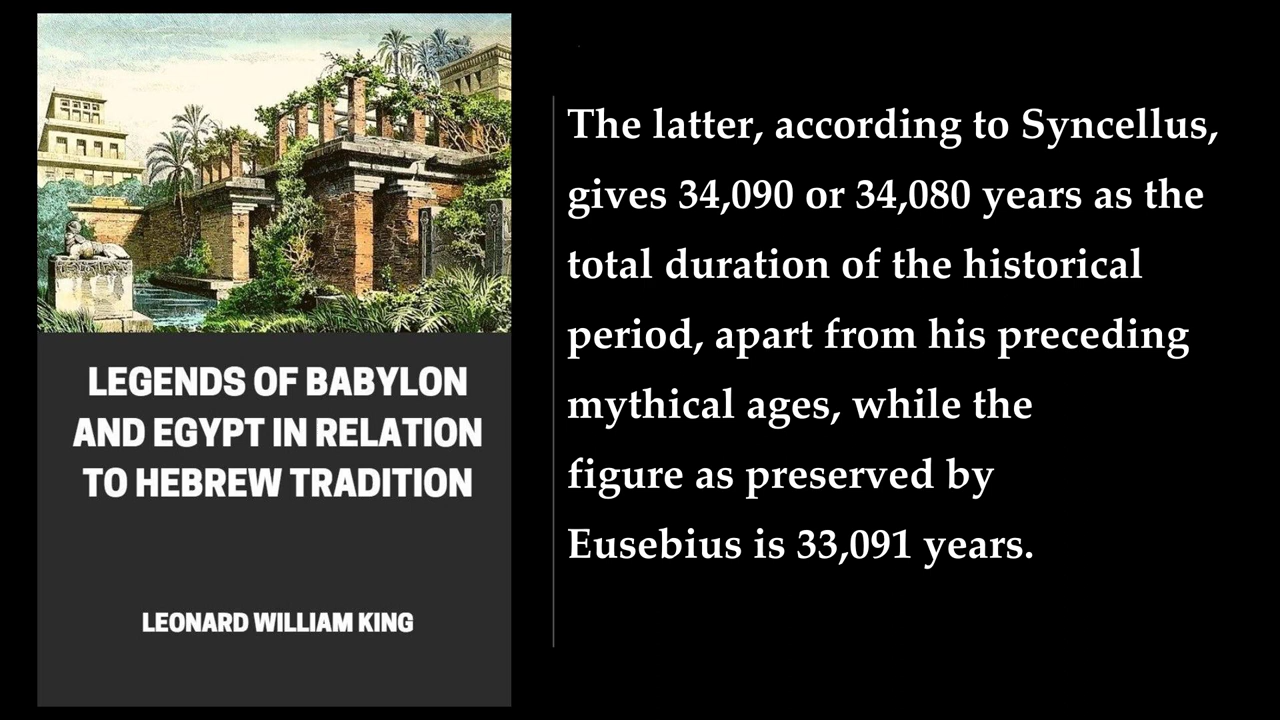 LEGENDS OF BABYLON
AND EGYPT IN RELATION
TO HEBREW TRADITION
LEONARD WILLIAM KING
The latter, according to Syncellus,
gives 34,090 or 34,080 years as the
total duration of the historical
period, apart from his preceding
mythical ages, while the
figure as preserved by
Eusebius is 33,091 years.